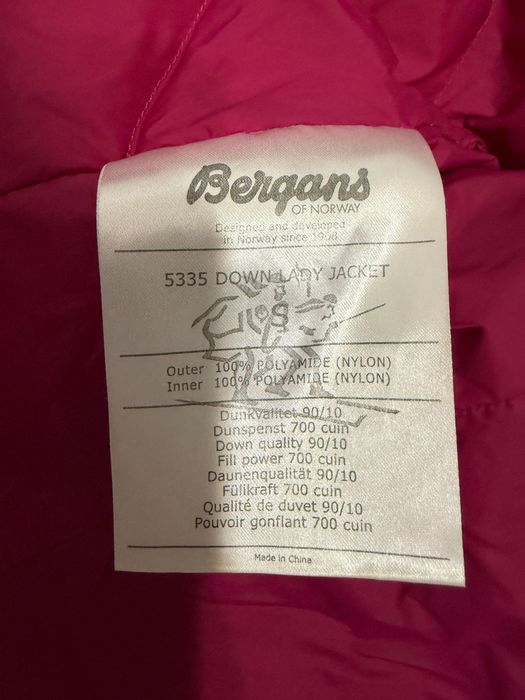 Bergans
OF NORWAY
Designed and developed
in Norway since 1908
5335 DOWN LADY JACKET
Outer 100% POLYAMIDE (NYLON)
Inner 100% POLYAMIDE (NYLON)
Dunkvalitet 90/10
Dunspenst 700 cuin
Down quality 90/10
Fill power 700 cuin
Daunenqualität 90/10
Füllkraft 700 cuin
Qualité de duvet 90/10
Pouvoir gonflant 700 cuin
Made in China